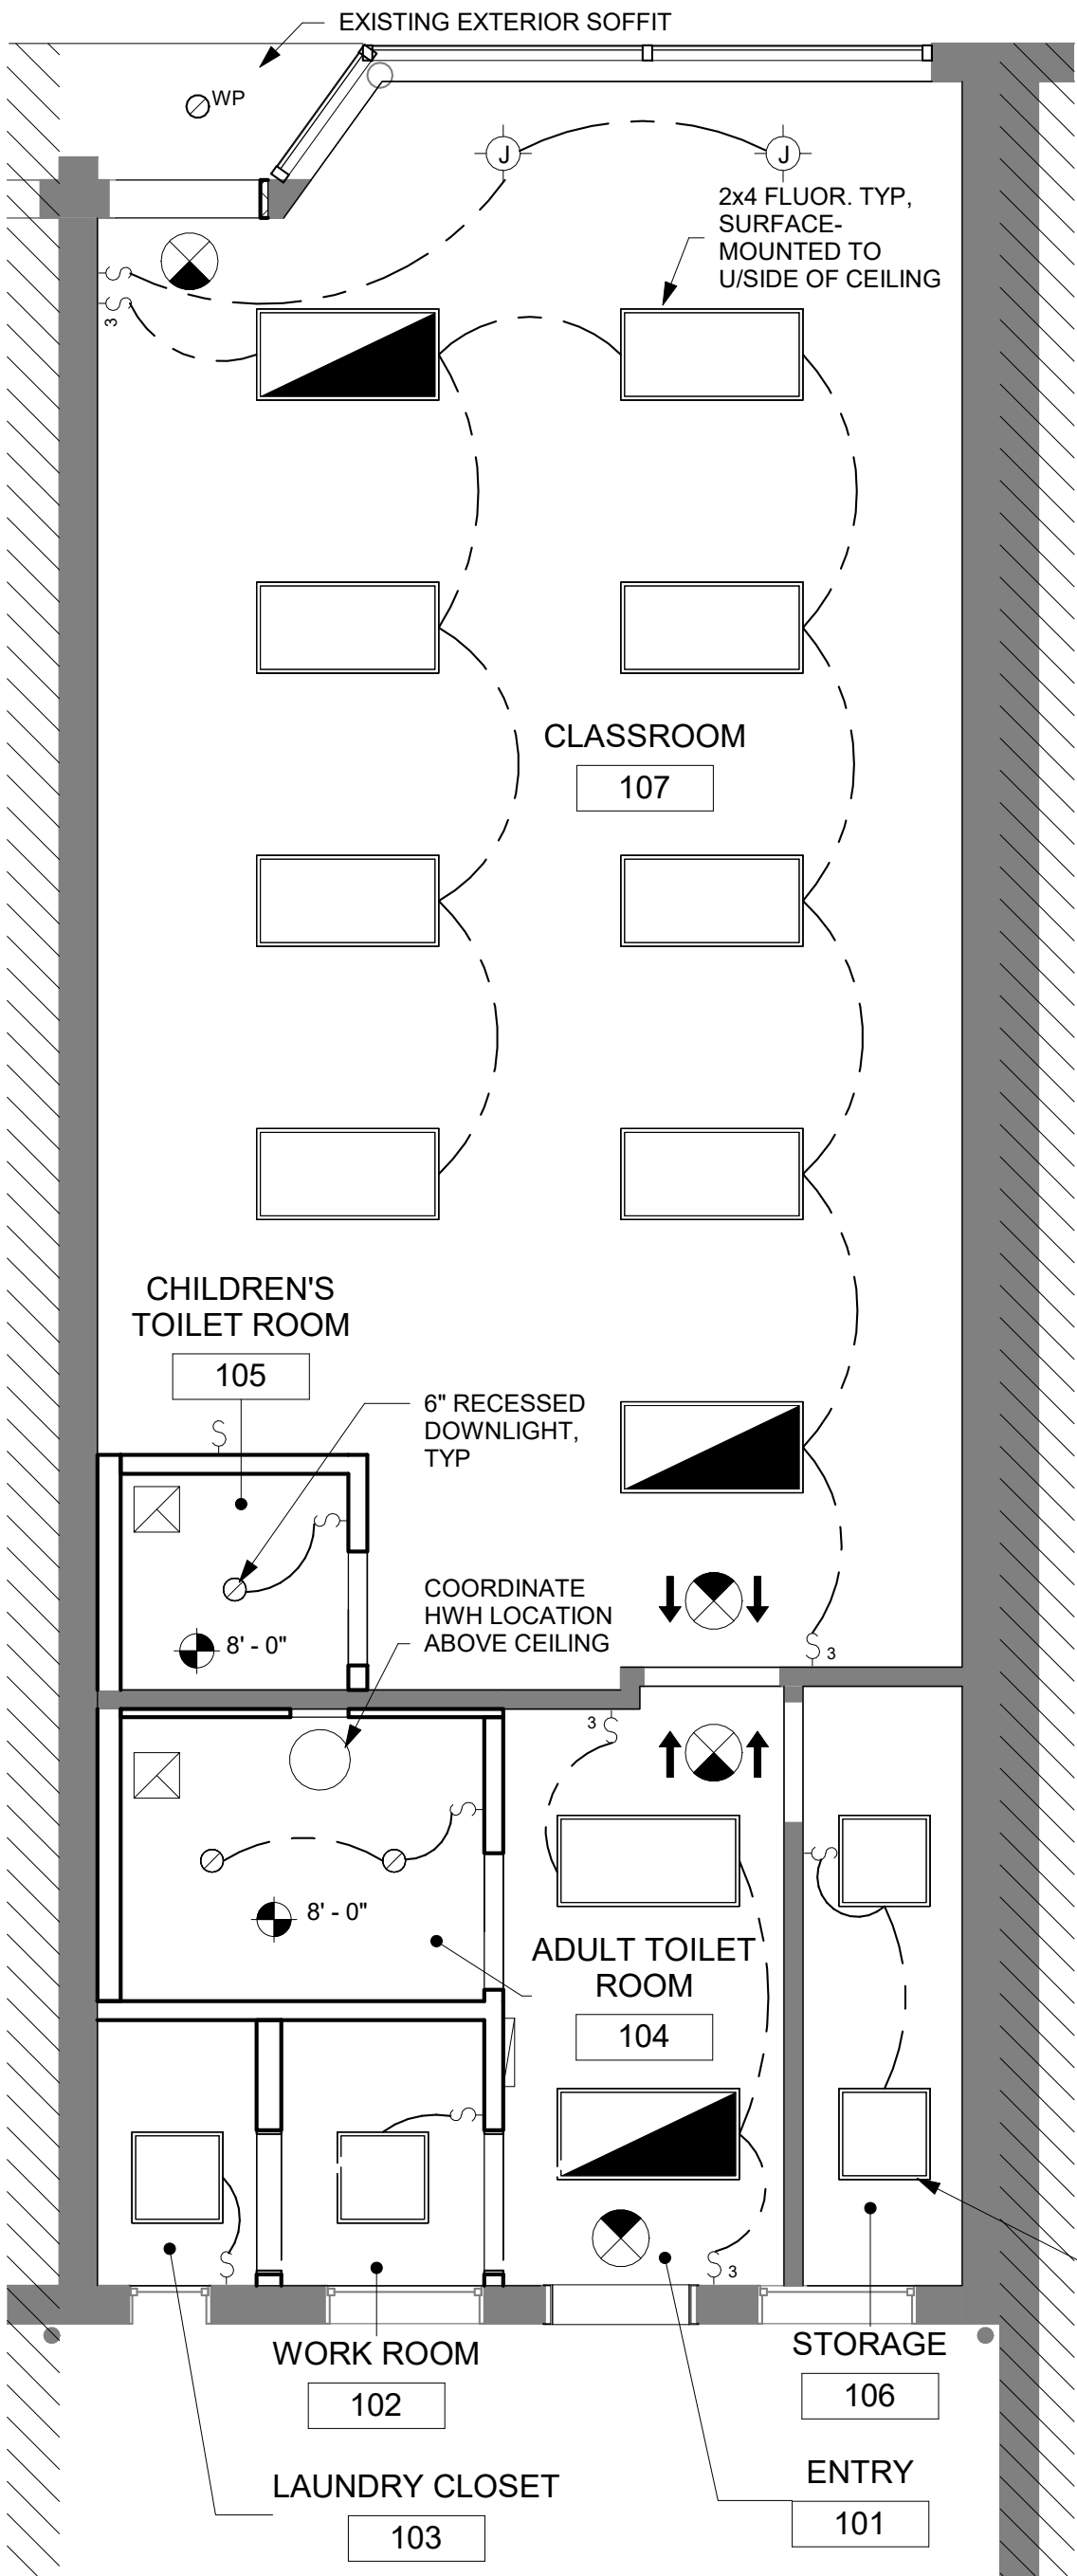 EXISTING EXTERIOR SOFFIT
WP
J
J
2x4 FLUOR. TYP,
SURFACE-
MOUNTED TO
U/SIDE OF CEILING
3
CLASSROOM
107
CHILDREN'S
TOILET ROOM
105
6" RECESSED
DOWNLIGHT,
TYP
COORDINATE
HWH LOCATION
ABOVE CEILING
8' - 0"
3
3
8' - 0"
ADULT TOILET
ROOM
104
3
WORK ROOM
102
STORAGE
106
LAUNDRY CLOSET
103
ENTRY
101